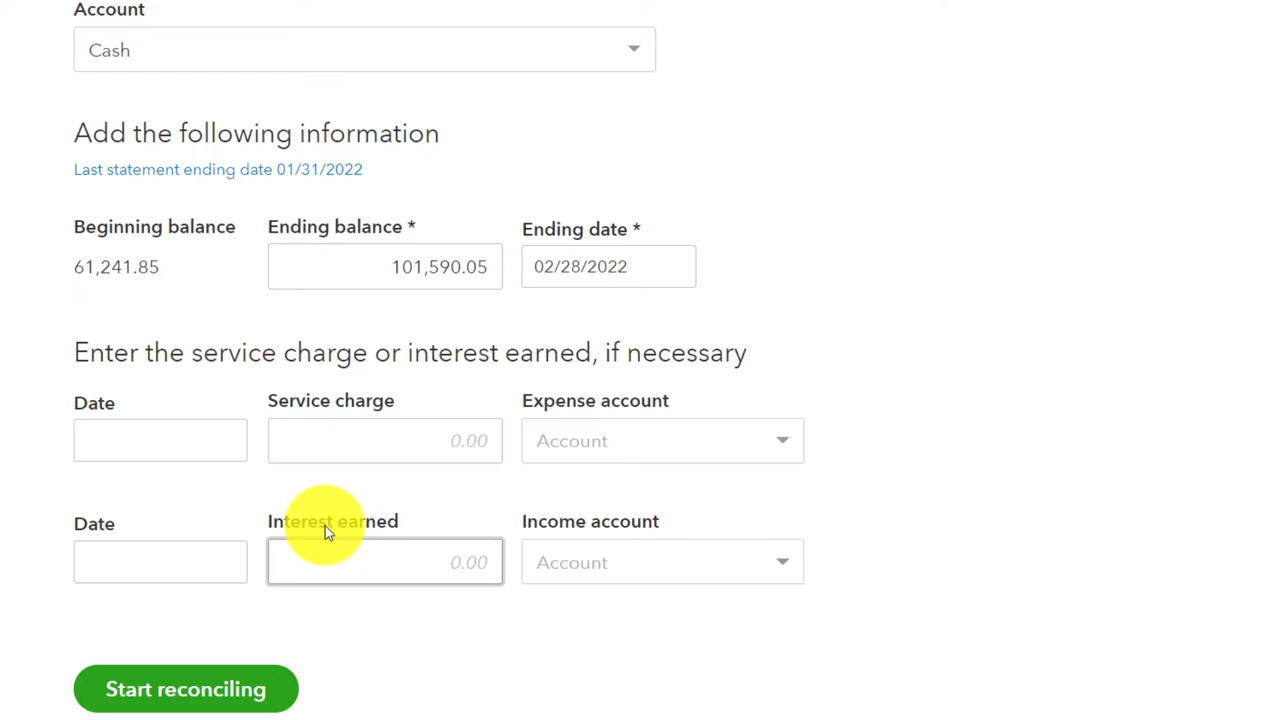 Account
Cash
Add the following information
Last statement ending date 01/31/2022
Beginning balance Ending balance * Ending date *
61,241.85 101,590.05 02/28/2022
Enter the service charge or interest earned, if necessary
Date Service charge Expense account
0.00 Account
Date Interest earned Income account
0.00 Account
Start reconciling